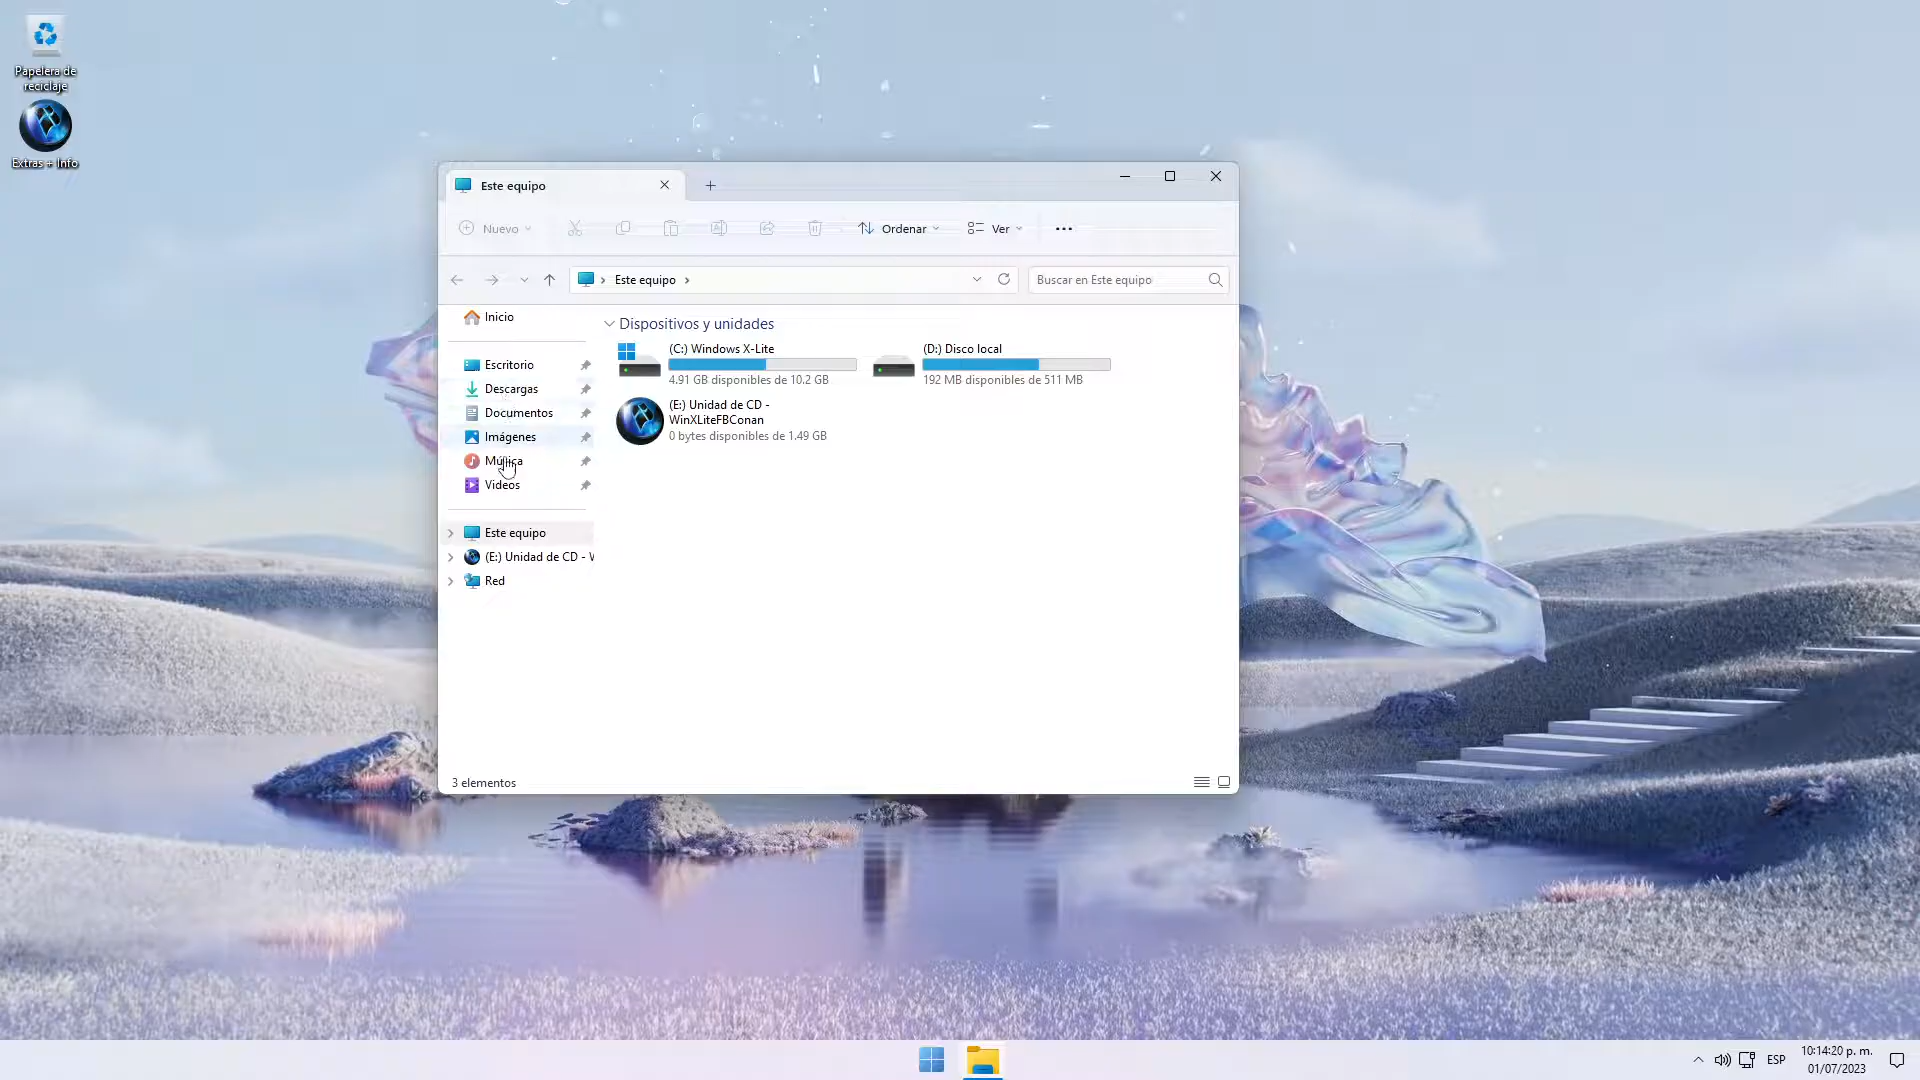 Papelera de
reciclaje
Extras + Info
Este equipo
Nuevo
Ordenar
Ver
Este equipo
Buscar en Este equipo
Inicio
Escritorio
Descargas
Documentos
Imágenes
Música
Videos
Este equipo
(E:) Unidad de CD - W
Red
Dispositivos y unidades
(C:) Windows X-Lite
4.91 GB disponibles de 10.2 GB
(D:) Disco local
192 MB disponibles de 511 MB
(E:) Unidad de CD -
WinXLiteFBConan
0 bytes disponibles de 1.49 GB
3 elementos
ESP
10:14:20 p. m.
01/07/2023